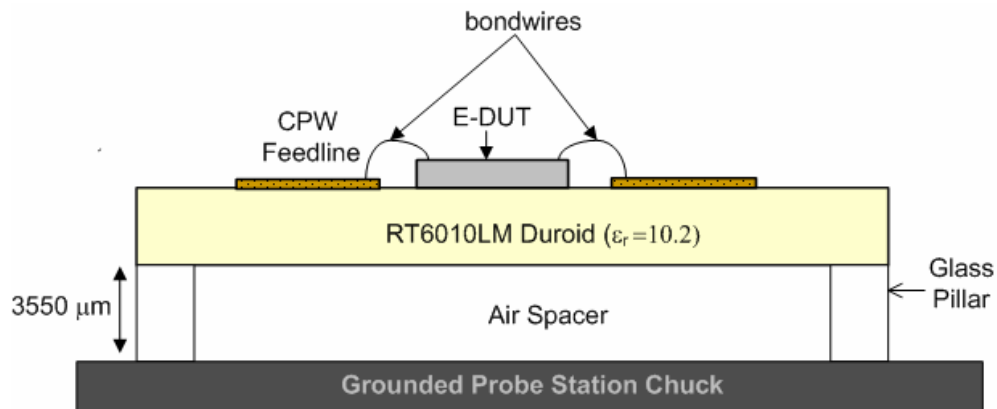 bondwires
E-DUT
CPW
Feedline
RT6010LM Duroid (εr=10.2)
Glass
Pillar
3550 μm
Air Spacer
Grounded Probe Station Chuck